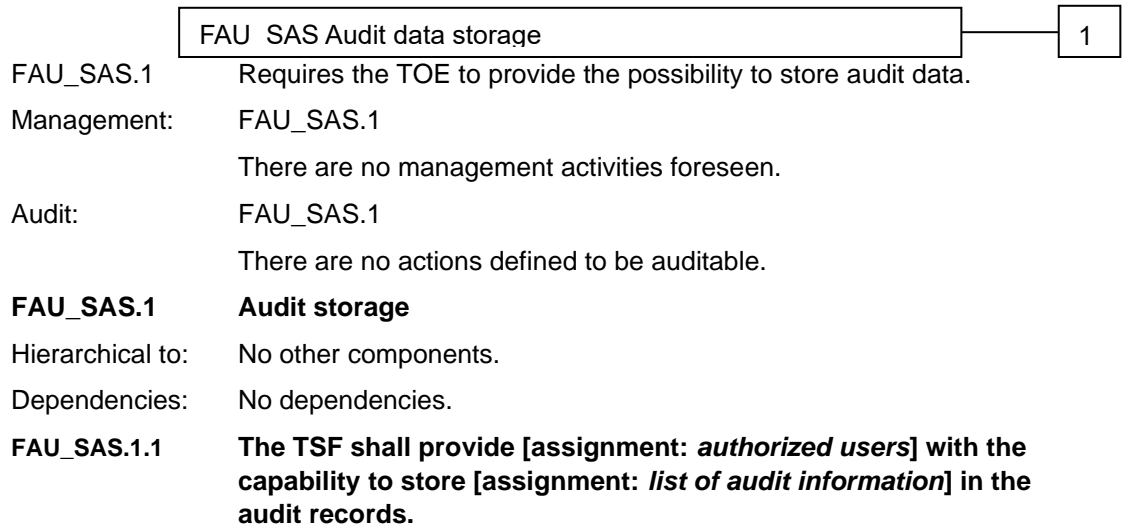 FAU_SAS Audit data storage 1
FAU_SAS.1 Requires the TOE to provide the possibility to store audit data.
Management: FAU_SAS.1
There are no management activities foreseen.
Audit: FAU_SAS.1
There are no actions defined to be auditable.
FAU_SAS.1 Audit storage
Hierarchical to: No other components.
Dependencies: No dependencies.
FAU_SAS.1.1 The TSF shall provide [assignment: authorized users] with the
capability to store [assignment: list of audit information] in the
audit records.